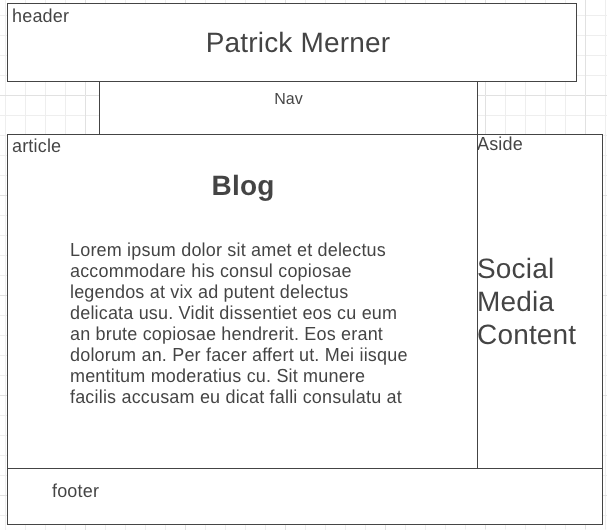 header
Patrick Merner
Nav
article
Aside
Blog
Lorem ipsum dolor sit amet et delectus
accommodare his consul copiosae
legendos at vix ad putent delectus
delicata usu. Vidit dissentiet eos cu eum
an brute copiosae hendrerit. Eos erant
dolorum an. Per facer affert ut. Mei iisque
mentitum moderatius cu. Sit munere
facilis accusam eu dicat falli consulatu at
Social
Media
Content
footer